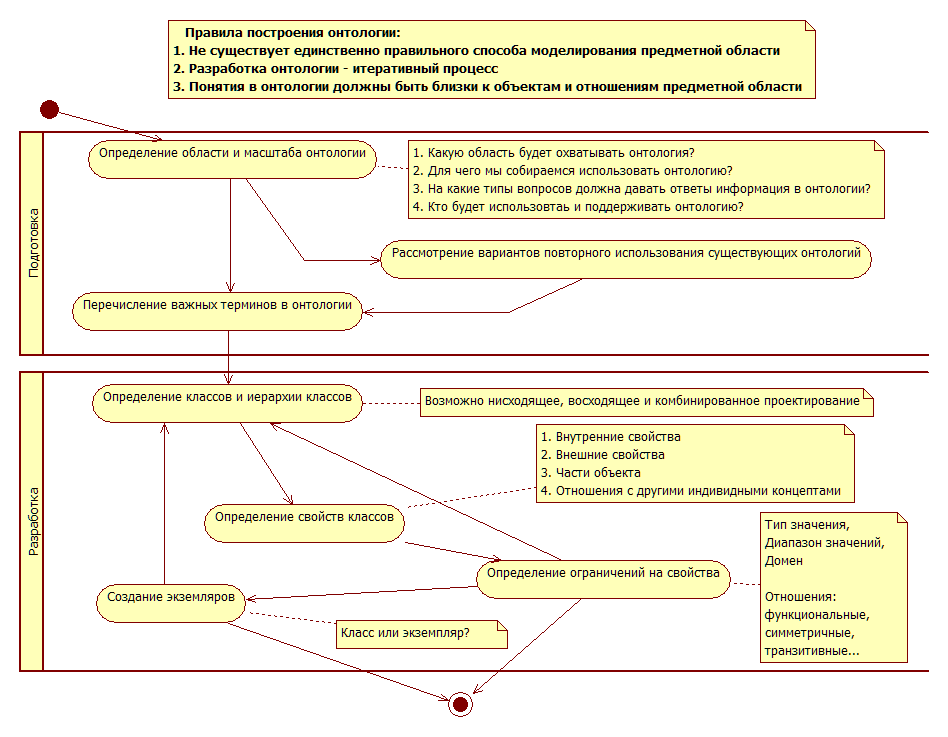 Правила построения онтологии:
1. Не существует единственно правильного способа моделирования предметной области
2. Разработка онтологии - итеративный процесс
3. Понятия в онтологии должны быть близки к объектам и отношениям предметной области
Подготовка
Определение области и масштаба онтологии
1. Какую область будет охватывать онтология?
2. Для чего мы собираемся использовать онтологию?
3. На какие типы вопросов должна давать ответы информация в онтологии?
4. Кто будет использовтаь и поддерживать онтологию?
Рассмотрение вариантов повторного использования существующих онтологий
Перечисление важных терминов в онтологии
Разработка
Определение классов и иерархии классов
Возможно нисходящее, восходящее и комбинированное проектирование
1. Внутренние свойства
2. Внешние свойства
3. Части объекта
4. Отношения с другими индивидными концептами
Определение свойств классов
Тип значения,
Диапазон значений,
Домен
Отношения:
функциональные,
симметричные,
транзитивные...
Определение ограничений на свойства
Создание экземляров
Класс или экземпляр?